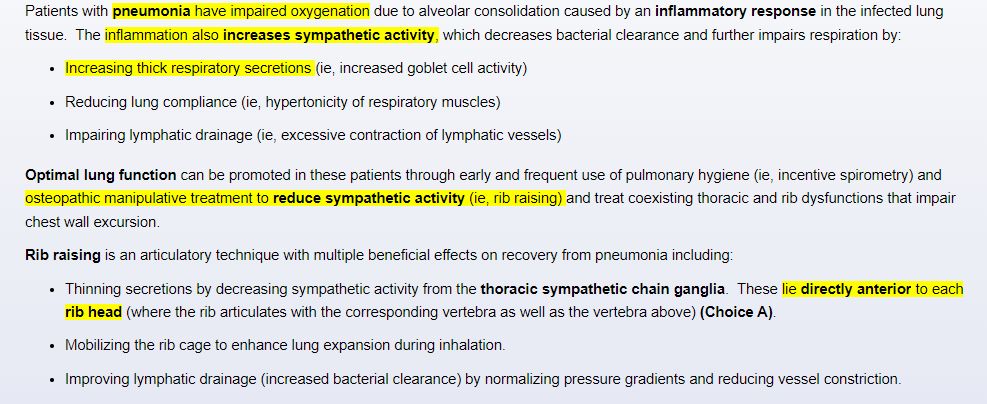 Patients with pneumonia have impaired oxygenation due to alveolar consolidation caused by an inflammatory response in the infected lung
tissue. The inflammation also increases sympathetic activity, which decreases bacterial clearance and further impairs respiration by:
• Increasing thick respiratory secretions (ie, increased goblet cell activity)
• Reducing lung compliance (ie, hypertonicity of respiratory muscles)
• Impairing lymphatic drainage (ie, excessive contraction of lymphatic vessels)
Optimal lung function can be promoted in these patients through early and frequent use of pulmonary hygiene (ie, incentive spirometry) and
osteopathic manipulative treatment to reduce sympathetic activity (ie, rib raising) and treat coexisting thoracic and rib dysfunctions that impair
chest wall excursion.
Rib raising is an articulatory technique with multiple beneficial effects on recovery from pneumonia including:
• Thinning secretions by decreasing sympathetic activity from the thoracic sympathetic chain ganglia. These lie directly anterior to each
rib head (where the rib articulates with the corresponding vertebra as well as the vertebra above) (Choice A).
• Mobilizing the rib cage to enhance lung expansion during inhalation.
• Improving lymphatic drainage (increased bacterial clearance) by normalizing pressure gradients and reducing vessel constriction.